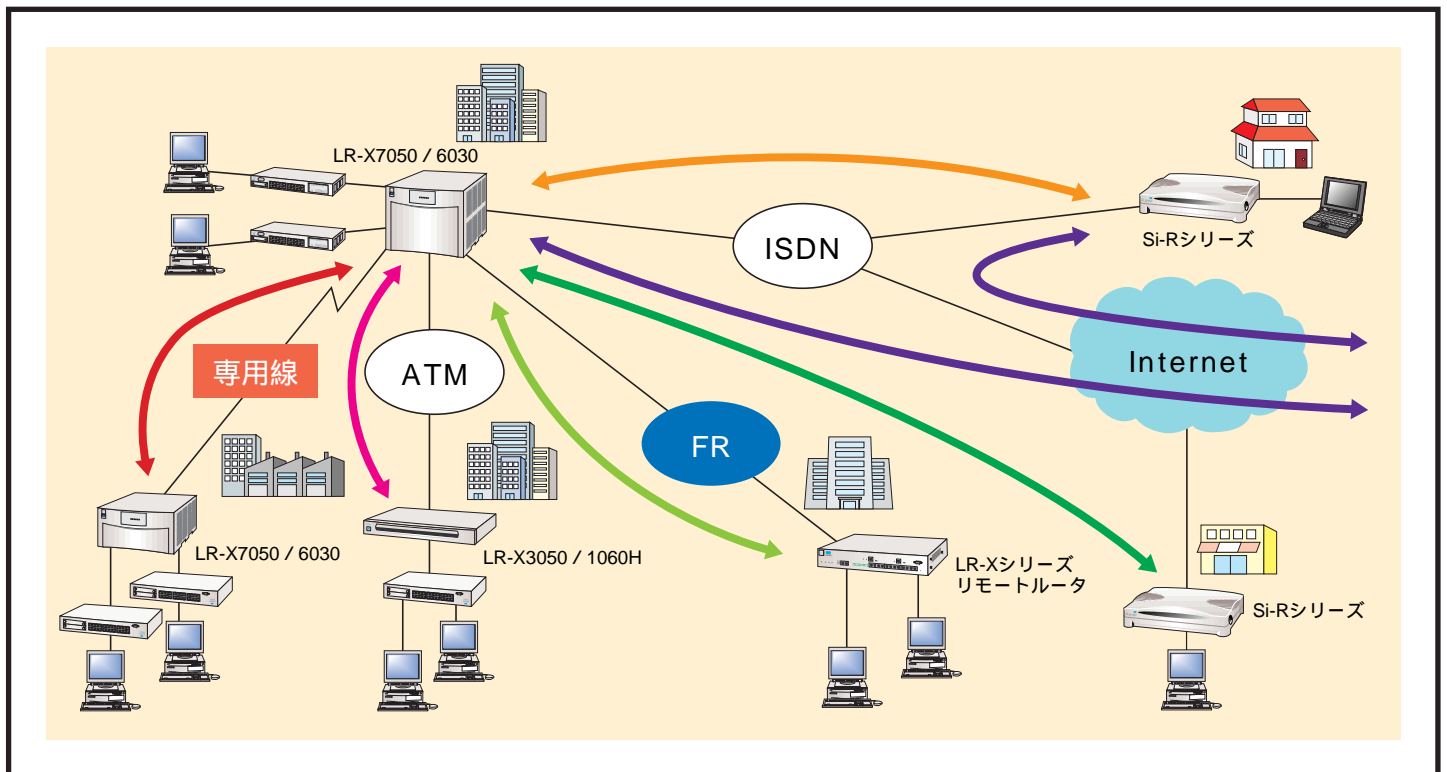 LR-X7050 / 6030
ISDN
Si-Rシリーズ
Internet
専用線
ATM
FR
LR-X7050 / 6030
LR-X3050 / 1060H
LR-Xシリーズ
リモートルータ
Si-Rシリーズ